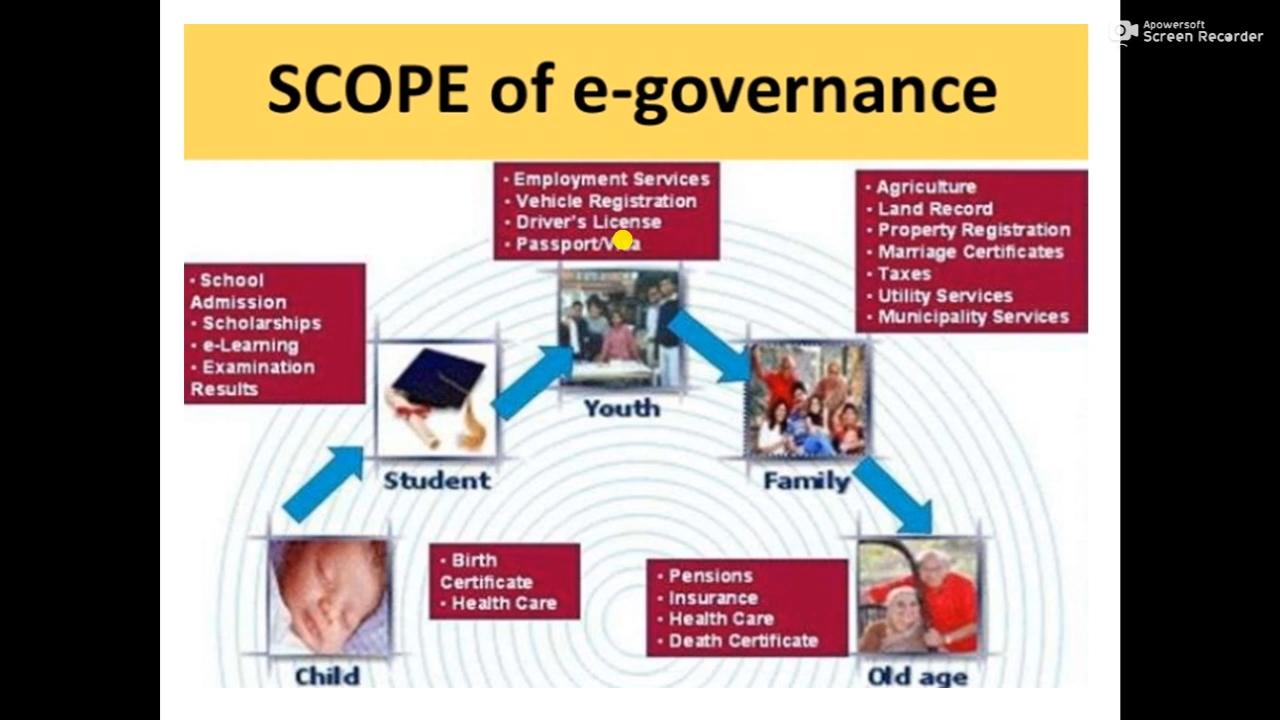 Apowersoft
Screen Recorder
SCOPE of e-governance
• Employment Services
• Vehicle Registration
• Driver's License
• Passport/Visa
• Agriculture
• Land Record
• Property Registration
• Marriage Certificates
• Taxes
• Utility Services
• Municipality Services
• School
Admission
• Scholarships
• e-Learning
• Examination
Results
Youth
Student
Family
• Birth
Certificate
• Health Care
• Pensions
• Insurance
• Health Care
• Death Certificate
Child
Old age